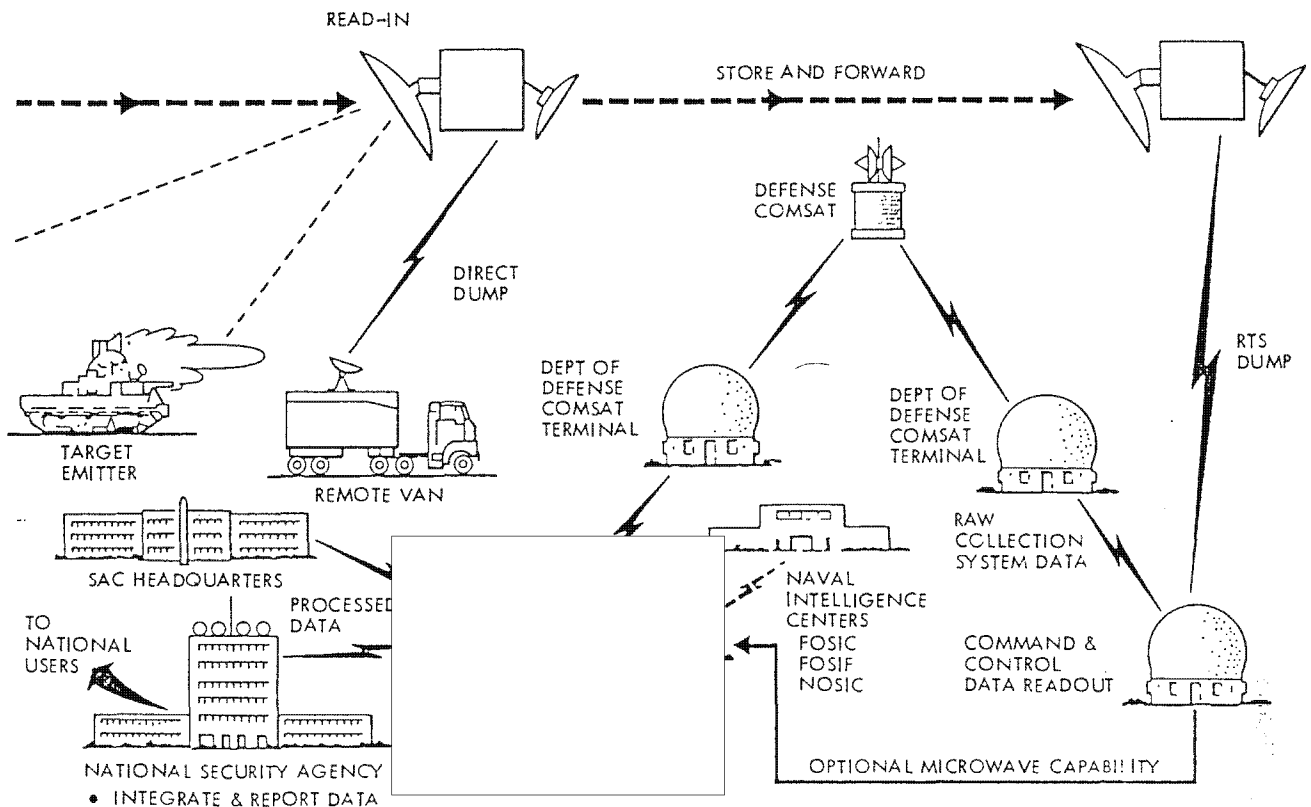 READ-IN
STORE AND FORWARD
DEFENSE
COMSAT
DIRECT
DUMP
RTS
DUMP
DEPT OF
DEFENSE
COMSAT
TERMINAL
DEPT OF
DEFENSE
COMSAT
TERMINAL
TARGET
EMITTER
REMOTE VAN
RAW
COLLECTION
SYSTEM DATA
SAC HEADQUARTERS
NAVAL
INTELLIGENCE
CENTERS
FOSIC
FOSIF
NOSIC
PROCESSED
DATA
TO
NATIONAL
USERS
COMMAND &
CONTROL
DATA READOUT
OPTIONAL MICROWAVE CAPABILITY
NATIONAL SECURITY AGENCY
• INTEGRATE & REPORT DATA